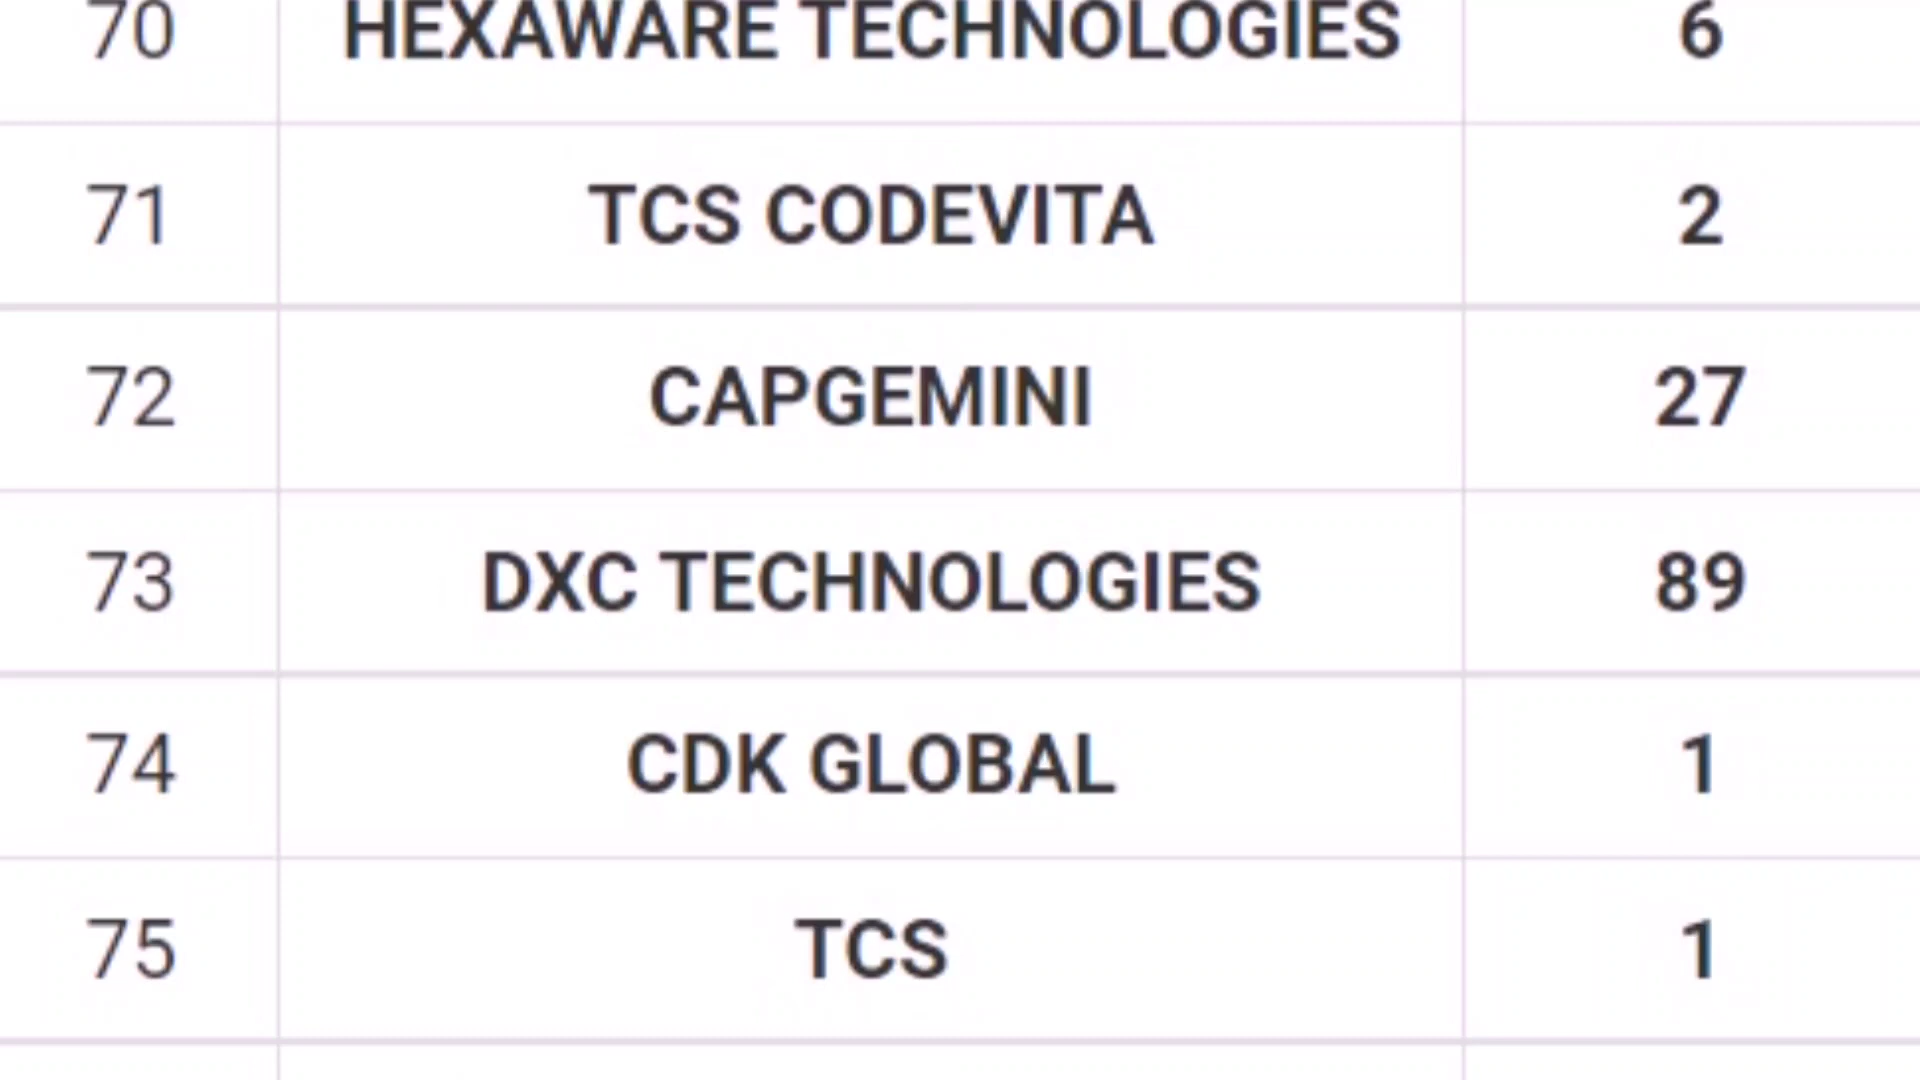 70 HEXAWARE TECHNOLOGIES 6
71 TCS CODEVITA 2
72 CAPGEMINI 27
73 DXC TECHNOLOGIES 89
74 CDK GLOBAL 1
75 TCS 1